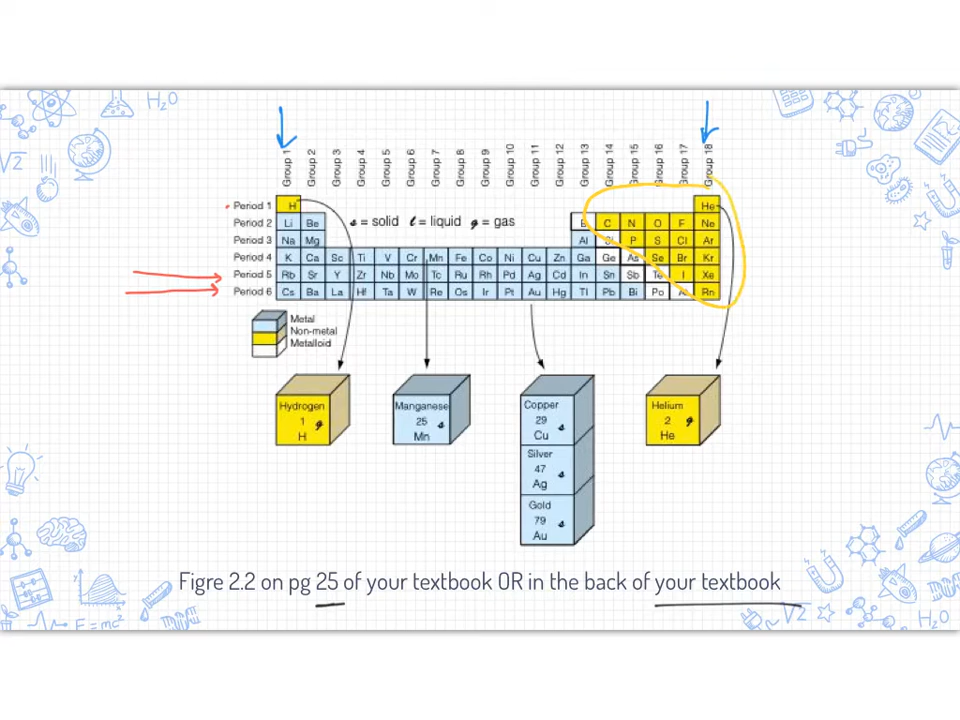 H₂O
√2
Group 1 Group 2 Group 3 Group 4 Group 5 Group 6 Group 7 Group 8 Group 9 Group 10 Group 11 Group 12 Group 13 Group 14 Group 15 Group 16 Group 17 Group 18
Period 1 H He
Period 2 Li Be s = solid l = liquid g = gas C N O F Ne
Period 3 Na Mg Al Si P S Cl Ar
Period 4 K Ca Sc Ti V Cr Mn Fe Co Ni Cu Zn Ga Ge As Se Br Kr
Period 5 Rb Sr Y Zr Nb Mo Tc Ru Rh Pd Ag Cd In Sn Sb Te I Xe
Period 6 Cs Ba La Hf Ta W Re Os Ir Pt Au Hg Tl Pb Bi Po Rn
Metal
Non-metal
Metalloid
Hydrogen
1 g
H
Manganese
25 s
Mn
Copper
29 s
Cu
Silver
47 s
Ag
Gold
79 s
Au
Helium
2 g
He
Figre 2.2 on pg 25 of your textbook OR in the back of your textbook
E=mc²
√2
H₂O